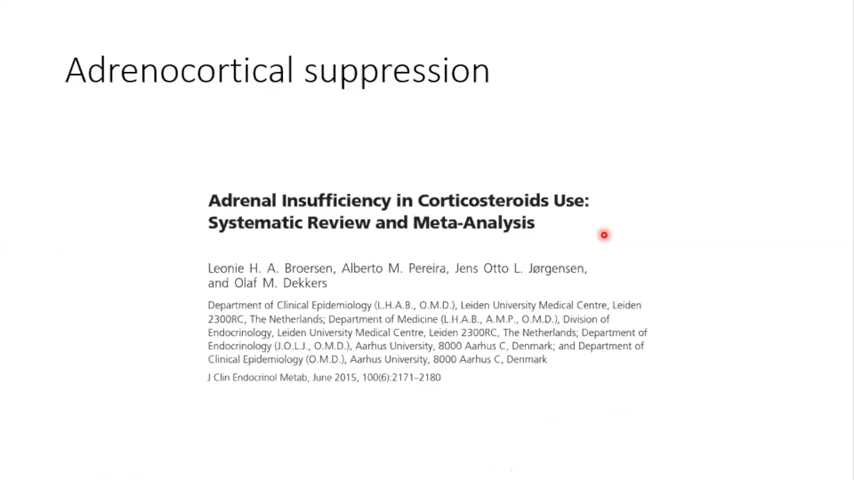 Adrenocortical suppression
Adrenal Insufficiency in Corticosteroids Use:
Systematic Review and Meta-Analysis
Leonie H. A. Broersen, Alberto M. Pereira, Jens Otto L. Jørgensen,
and Olaf M. Dekkers
Department of Clinical Epidemiology (L.H.A.B., O.M.D.), Leiden University Medical Centre, Leiden
2300RC, The Netherlands; Department of Medicine (L.H.A.B., A.M.P., O.M.D.), Division of
Endocrinology, Leiden University Medical Centre, Leiden 2300RC, The Netherlands; Department of
Endocrinology (J.O.L.J., O.M.D.), Aarhus University, 8000 Aarhus C, Denmark; and Department of
Clinical Epidemiology (O.M.D.), Aarhus University, 8000 Aarhus C, Denmark
J Clin Endocrinol Metab, June 2015, 100(6):2171–2180